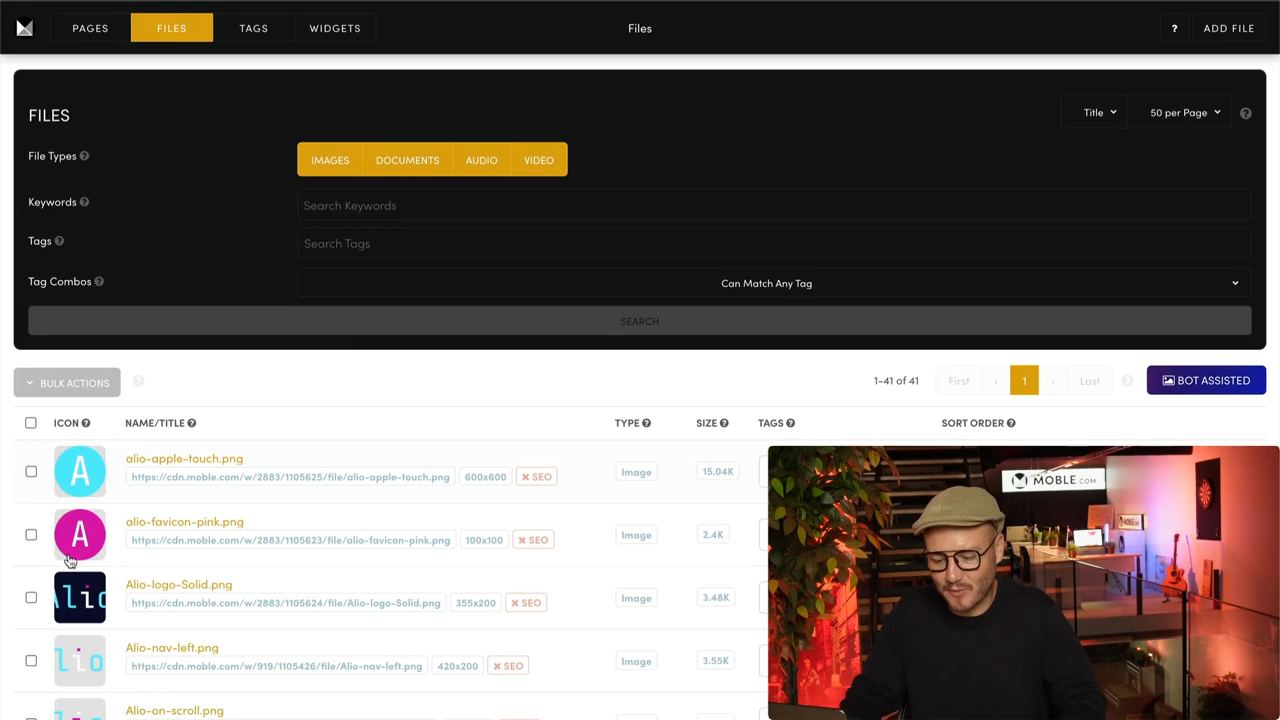 PAGES FILES TAGS WIDGETS Files ? ADD FILE
FILES Title 50 per Page ?
File Types ? IMAGES DOCUMENTS AUDIO VIDEO
Keywords ? Search Keywords
Tags ? Search Tags
Tag Combos ? Can Match Any Tag
SEARCH
BULK ACTIONS ? 1-41 of 41 First ‹ 1 › Last ? BOT ASSISTED
ICON ? NAME/TITLE ? TYPE ? SIZE ? TAGS ? SORT ORDER ?
A
alio-apple-touch.png
https://cdn.moble.com/w/2883/1105625/file/alio-apple-touch.png 600x600 × SEO Image 15.04K
A
alio-favicon-pink.png
https://cdn.moble.com/w/2883/1105623/file/alio-favicon-pink.png 100x100 × SEO Image 2.4K
Alio
Alio-logo-Solid.png
https://cdn.moble.com/w/2883/1105624/file/Alio-logo-Solid.png 355x200 × SEO Image 3.48K
lio
Alio-nav-left.png
https://cdn.moble.com/w/919/1105426/file/Alio-nav-left.png 420x200 × SEO Image 3.55K
Alio-on-scroll.png
MOBLE.COM